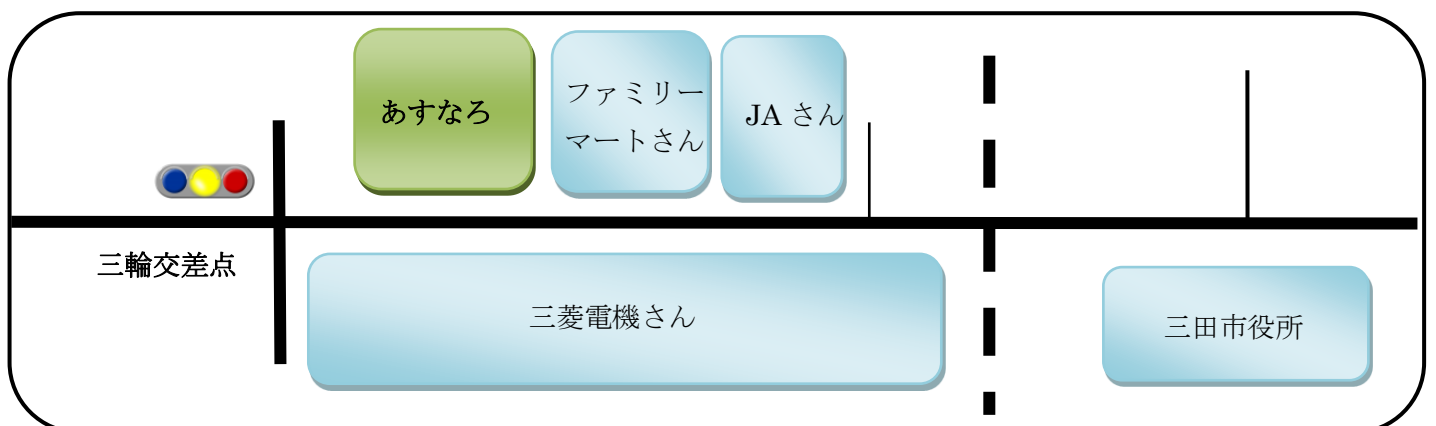 あすなろ
ファミリー
マートさん
JA さん
三輪交差点
三菱電機さん
三田市役所